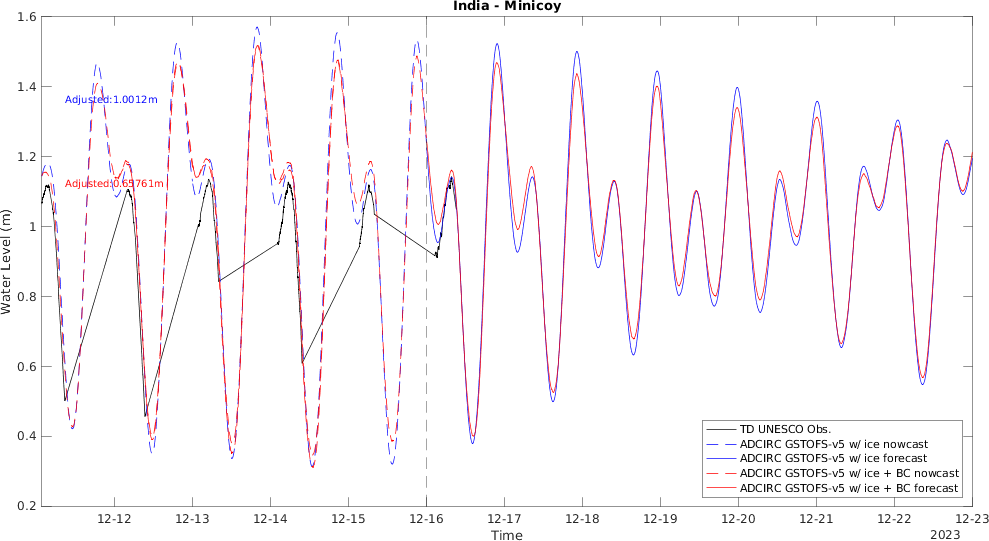 India - Minicoy
1.6
1.4
1.2
1
0.8
0.6
0.4
0.2
Water Level (m)
Adjusted:1.0012m
Adjusted:0.69761m
TD UNESCO Obs.
ADCIRC GSTOFS-v5 w/ ice nowcast
ADCIRC GSTOFS-v5 w/ ice forecast
ADCIRC GSTOFS-v5 w/ ice + BC nowcast
ADCIRC GSTOFS-v5 w/ ice + BC forecast
12-12 12-13 12-14 12-15 12-16 12-17 12-18 12-19 12-20 12-21 12-22 12-23
Time
2023